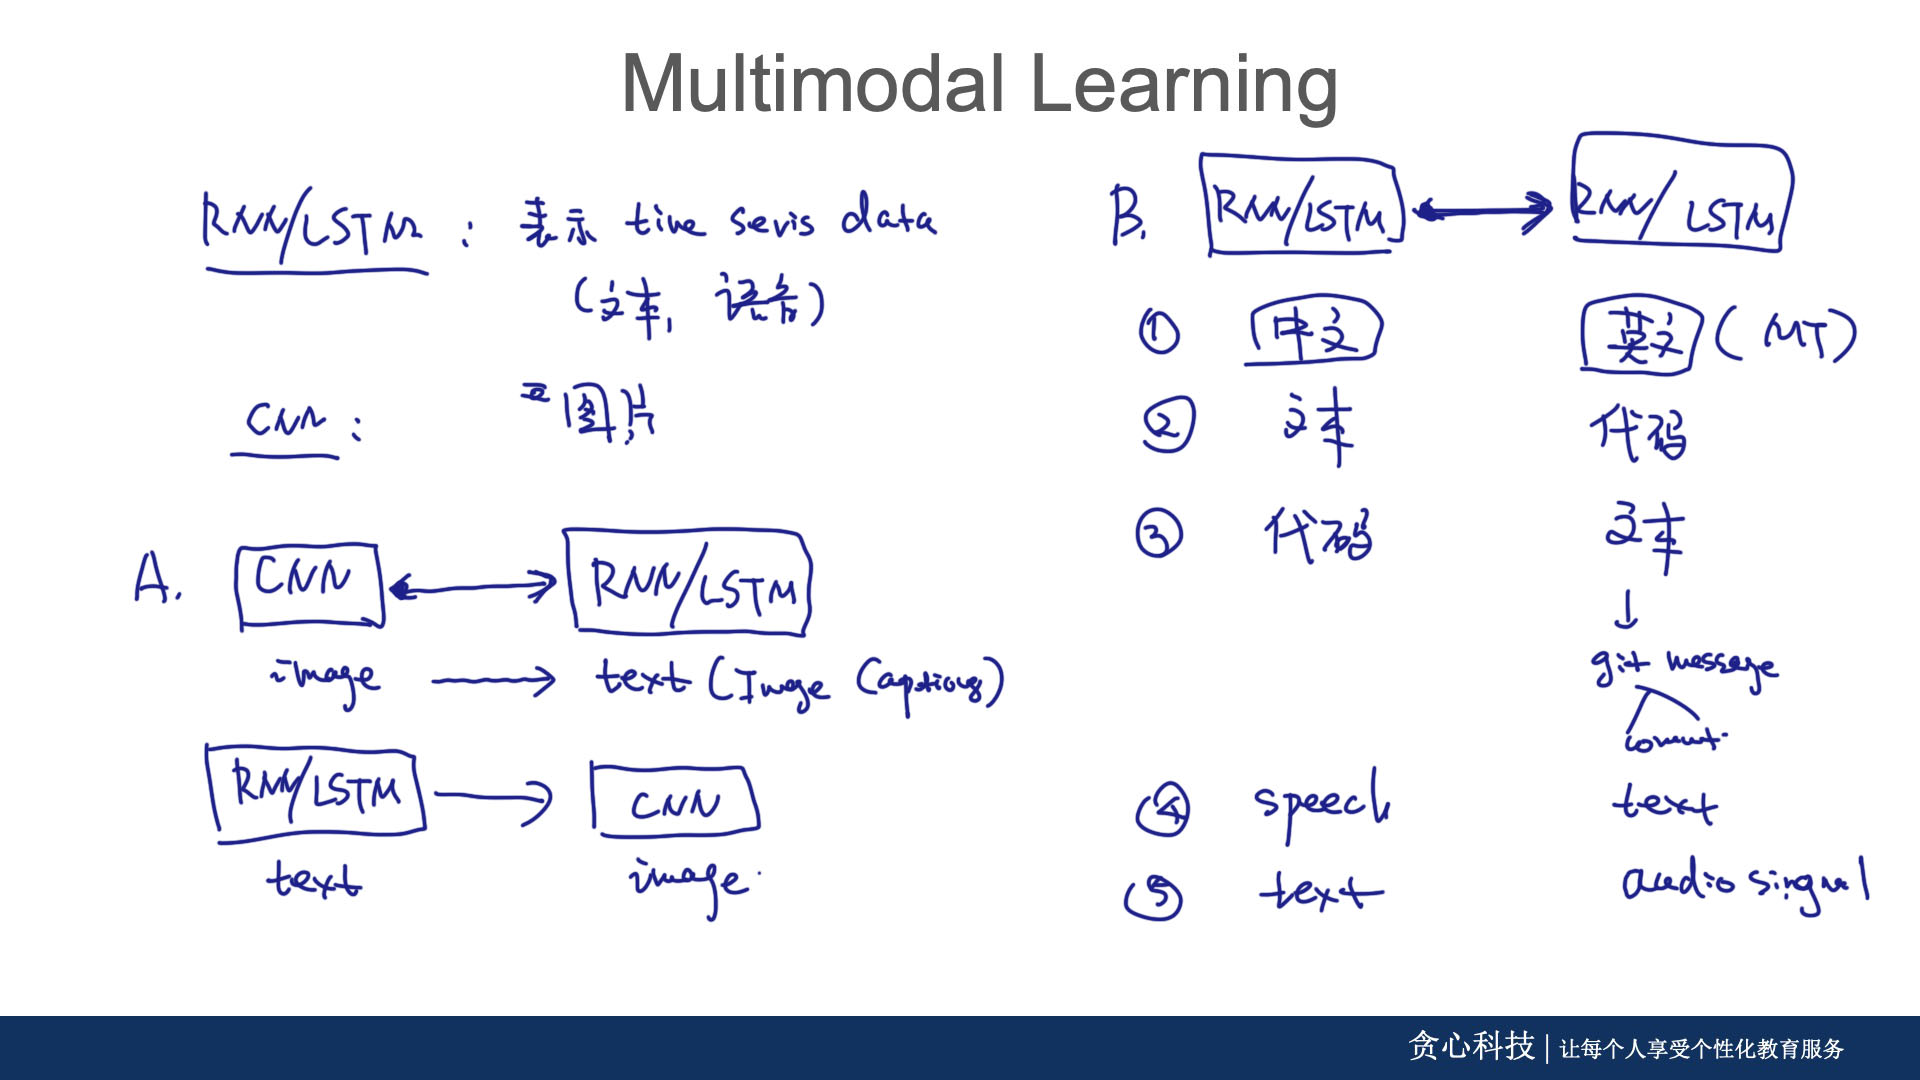 Multimodal Learning
RNN/LSTM : 表示 time series data
(文本, 语音)
CNN : 图片
A. CNN RNN/LSTM
image → text (Image Captioning)
RNN/LSTM → CNN
text image
B. RNN/LSTM RNN/LSTM
① 中文 英文 (MT)
② 文本 代码
③ 代码 文本
↓
git message
commit
④ speech text
⑤ text audio singnal
贪心科技 | 让每个人享受个性化教育服务